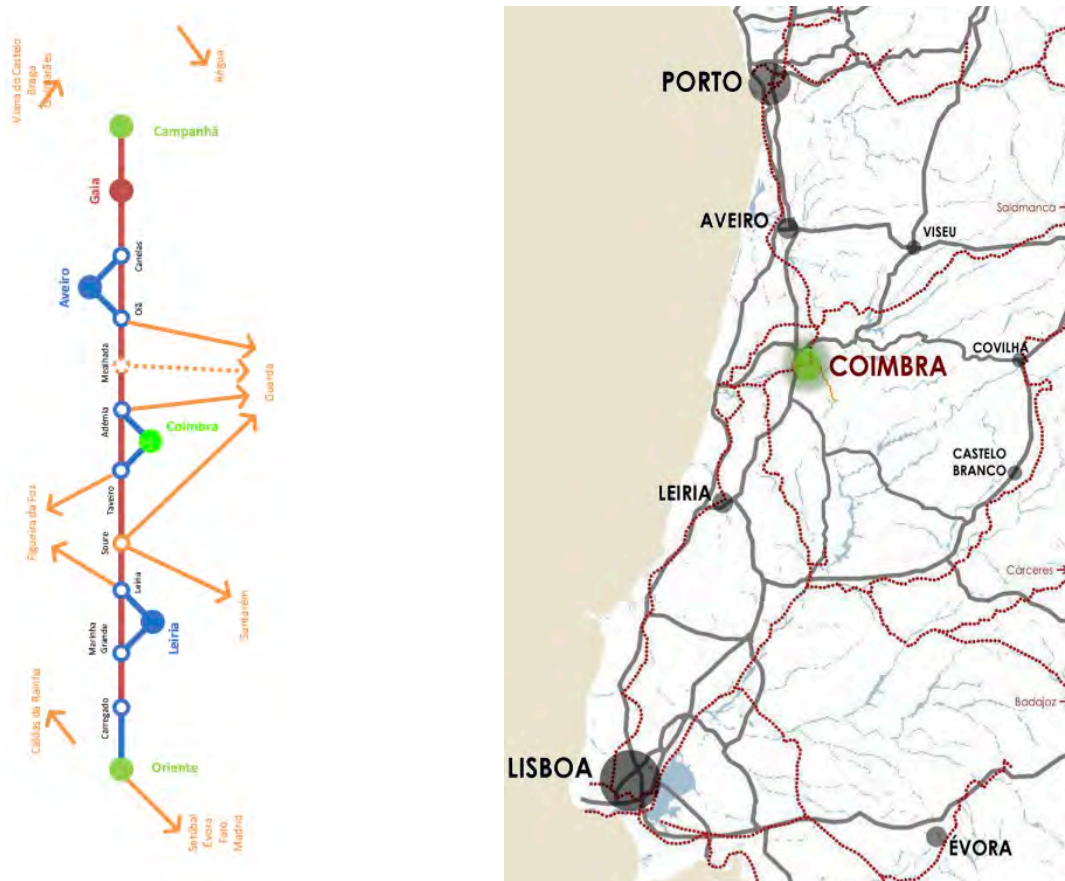 Viana do Castelo
Braga
Guimarães
Régua
Campanhã
Gaia
Canelas
Aveiro
Oiã
Mealhada
Guarda
Adémia
Coimbra
Taveiro
Figueira da Foz
Soure
Leiria
Santarém
Marinha
Grande
Leiria
Carregado
Caldas da Rainha
Oriente
Setúbal
Évora
Faro
Madrid
PORTO
Salamanca
AVEIRO
VISEU
COVILHÃ
COIMBRA
CASTELO
BRANCO
LEIRIA
Cárceres
Badajoz
LISBOA
ÉVORA